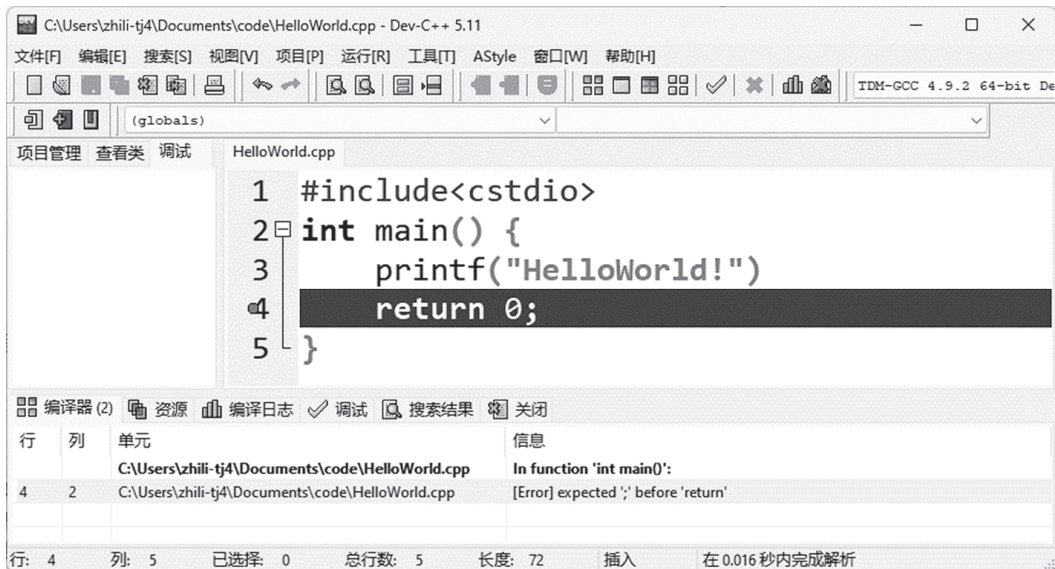 C:\Users\zhili-tj4\Documents\code\HelloWorld.cpp - Dev-C++ 5.11
文件[F] 编辑[E] 搜索[S] 视图[V] 项目[P] 运行[R] 工具[T] AStyle 窗口[W] 帮助[H]
TDM-GCC 4.9.2 64-bit De
(globals)
项目管理 查看类 调试 HelloWorld.cpp
1 #include<cstdio>
2 int main() {
3 printf("HelloWorld!")
4 return 0;
5 }
编译器 (2) 资源 编译日志 调试 搜索结果 关闭
行 列 单元 信息
C:\Users\zhili-tj4\Documents\code\HelloWorld.cpp In function 'int main()':
4 2 C:\Users\zhili-tj4\Documents\code\HelloWorld.cpp [Error] expected ';' before 'return'
行: 4 列: 5 已选择: 0 总行数: 5 长度: 72 插入 在 0.016 秒内完成解析